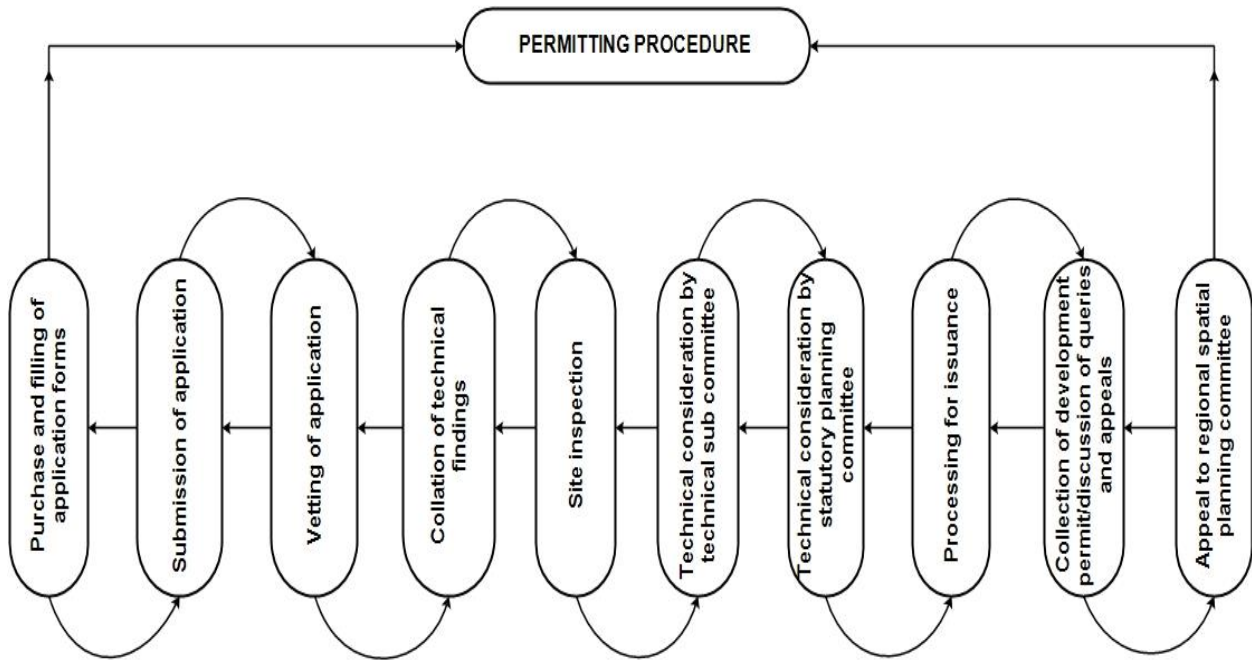 PERMITTING PROCEDURE
Purchase and filling of
application forms
Submission of application
Vetting of application
Collation of technical
findings
Site inspection
Technical consideration by
technical sub committee
Technical consideration by
statutory planning
committee
Processing for issuance
Collection of development
permit/discussion of queries
and appeals
Appeal to regional spatial
planning committee